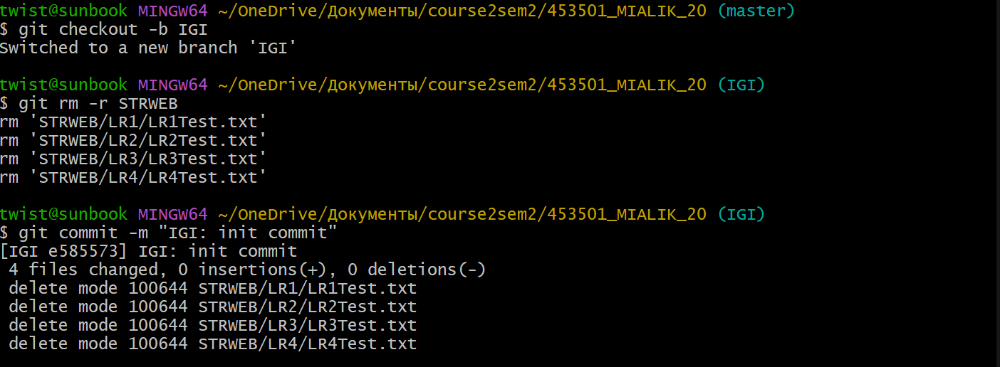 twist@sunbook MINGW64 ~/OneDrive/Документы/course2sem2/453501_MIALIK_20 (master)
$ git checkout -b IGI
Switched to a new branch 'IGI'
twist@sunbook MINGW64 ~/OneDrive/Документы/course2sem2/453501_MIALIK_20 (IGI)
$ git rm -r STRWEB
rm 'STRWEB/LR1/LR1Test.txt'
rm 'STRWEB/LR2/LR2Test.txt'
rm 'STRWEB/LR3/LR3Test.txt'
rm 'STRWEB/LR4/LR4Test.txt'
twist@sunbook MINGW64 ~/OneDrive/Документы/course2sem2/453501_MIALIK_20 (IGI)
$ git commit -m "IGI: init commit"
[IGI e585573] IGI: init commit
 4 files changed, 0 insertions(+), 0 deletions(-)
 delete mode 100644 STRWEB/LR1/LR1Test.txt
 delete mode 100644 STRWEB/LR2/LR2Test.txt
 delete mode 100644 STRWEB/LR3/LR3Test.txt
 delete mode 100644 STRWEB/LR4/LR4Test.txt